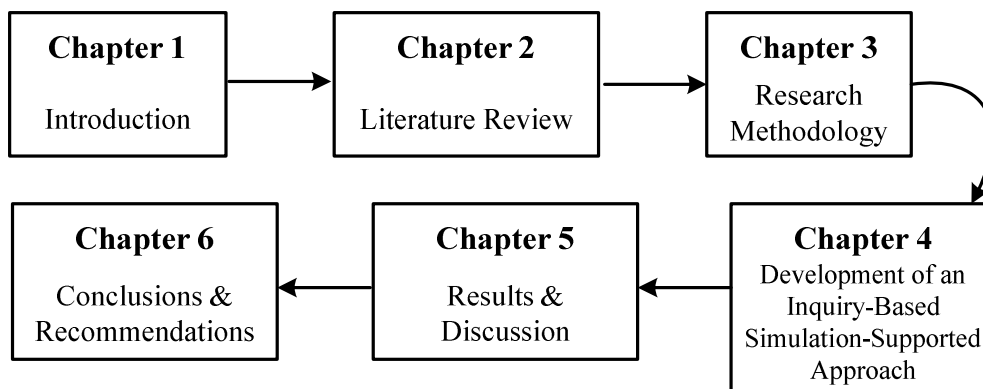 Chapter 1
Introduction
Chapter 2
Literature Review
Chapter 3
Research
Methodology
Chapter 4
Development of an
Inquiry-Based
Simulation-Supported
Approach
Chapter 5
Results &
Discussion
Chapter 6
Conclusions &
Recommendations